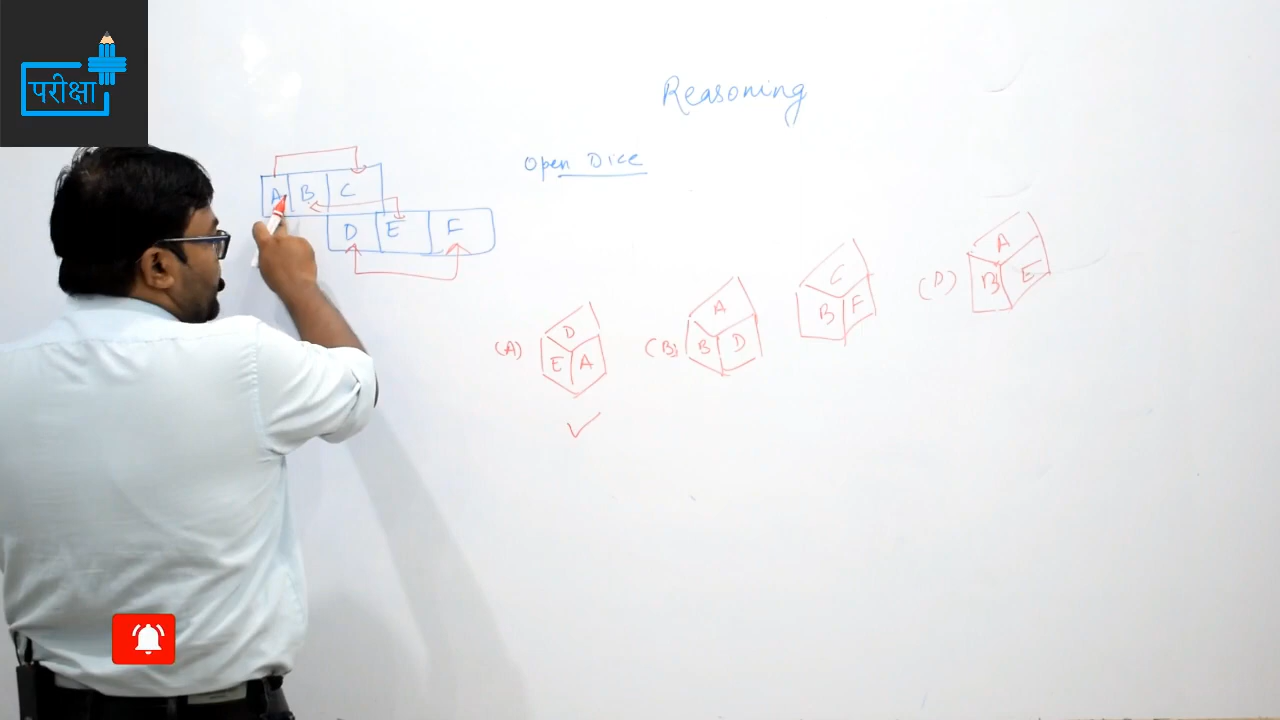 परीक्षा
Reasoning
Open Dice
A B C
D E F
(A) D E A
(B) A B D
C B F
(D) A B E